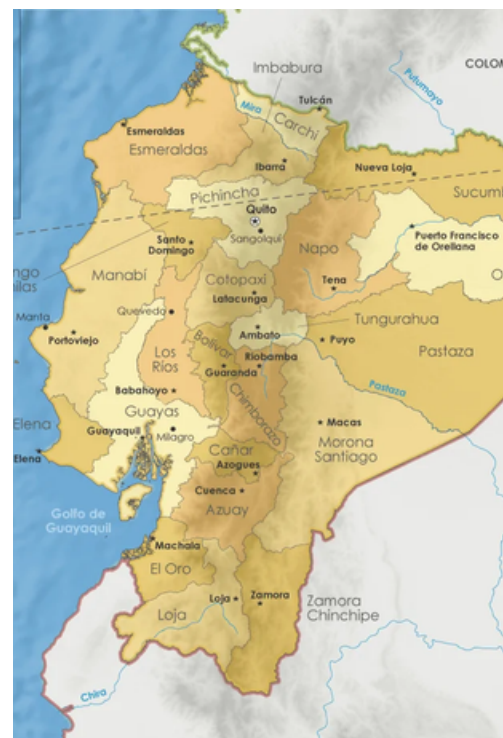 Imbabura
COLOM
Putumayo
Tulcán
Mira
Carchi
Esmeraldas
Esmeraldas
Ibarra
Nueva Loja
Pichincha
Sucumb
Quito
Sangolquí
Puerto Francisco
de Orellana
Santo
Domingo
Napo
ngo
hilas
Manabí
Cotopaxi
Tena
O
Latacunga
Manta
Quevedo
Tungurahua
Ambato
Portoviejo
Puyo
Bolívar
Riobamba
Pastaza
Los
Ríos
Guaranda
Babahoyo
Chimborazo
Pastaza
Guayas
Elena
Macas
Guayaquil
Milagro
Morona
Santiago
Cañar
Elena
Azogues
Cuenca
Golfo de
Guayaquil
Azuay
Machala
El Oro
Loja
Zamora
Zamora
Chinchipe
Loja
Chira